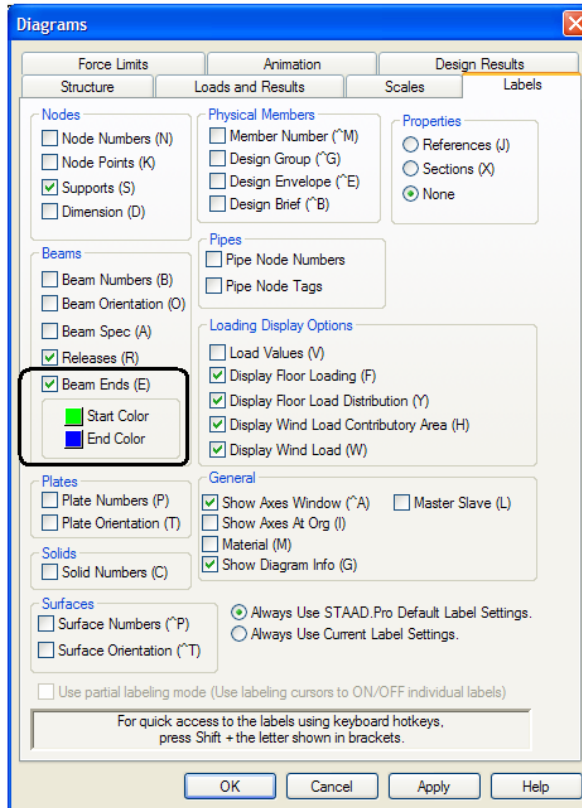 Diagrams
Force Limits
Animation
Design Results
Structure
Loads and Results
Scales
Labels
Nodes
Node Numbers (N)
Node Points (K)
Supports (S)
Dimension (D)
Physical Members
Member Number (^M)
Design Group (^G)
Design Envelope (^E)
Design Brief (^B)
Properties
References (J)
Sections (X)
None
Beams
Beam Numbers (B)
Beam Orientation (O)
Beam Spec (A)
Releases (R)
Beam Ends (E)
Start Color
End Color
Pipes
Pipe Node Numbers
Pipe Node Tags
Loading Display Options
Load Values (V)
Display Floor Loading (F)
Display Floor Load Distribution (Y)
Display Wind Load Contributory Area (H)
Display Wind Load (W)
Plates
Plate Numbers (P)
Plate Orientation (T)
General
Show Axes Window (^A)
Master Slave (L)
Show Axes At Org (I)
Material (M)
Show Diagram Info (G)
Solids
Solid Numbers (C)
Surfaces
Surface Numbers (^P)
Surface Orientation (^T)
Always Use STAAD.Pro Default Label Settings.
Always Use Current Label Settings.
Use partial labeling mode (Use labeling cursors to ON/OFF individual labels)
For quick access to the labels using keyboard hotkeys,
press Shift + the letter shown in brackets.
OK
Cancel
Apply
Help